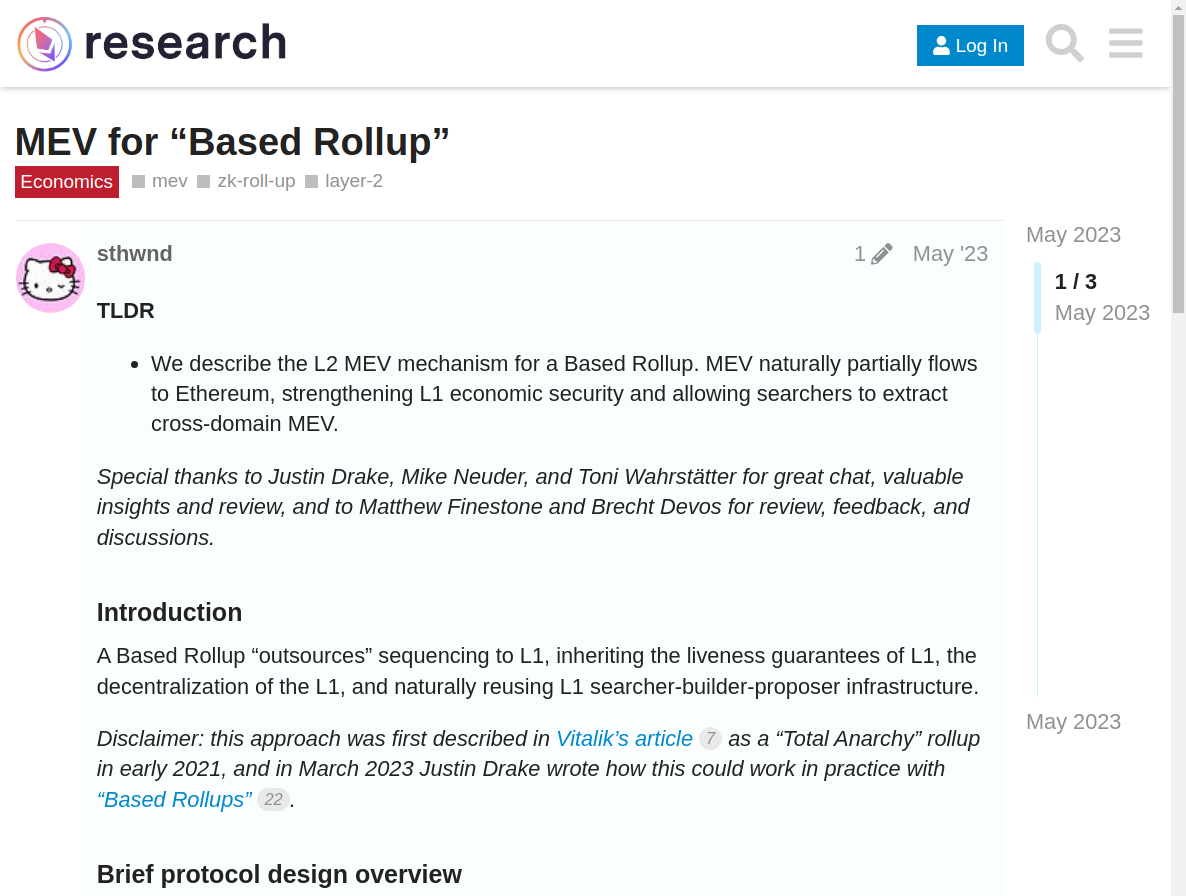 research
Log In
MEV for “Based Rollup”
Economics mev zk-roll-up layer-2
sthwnd 1 May '23
TLDR
• We describe the L2 MEV mechanism for a Based Rollup. MEV naturally partially flows
to Ethereum, strengthening L1 economic security and allowing searchers to extract
cross-domain MEV.
Special thanks to Justin Drake, Mike Neuder, and Toni Wahrstätter for great chat, valuable
insights and review, and to Matthew Finestone and Brecht Devos for review, feedback, and
discussions.
Introduction
A Based Rollup “outsources” sequencing to L1, inheriting the liveness guarantees of L1, the
decentralization of the L1, and naturally reusing L1 searcher-builder-proposer infrastructure.
Disclaimer: this approach was first described in Vitalik’s article 7 as a “Total Anarchy” rollup
in early 2021, and in March 2023 Justin Drake wrote how this could work in practice with
“Based Rollups” 22 .
Brief protocol design overview
May 2023
1 / 3
May 2023
May 2023